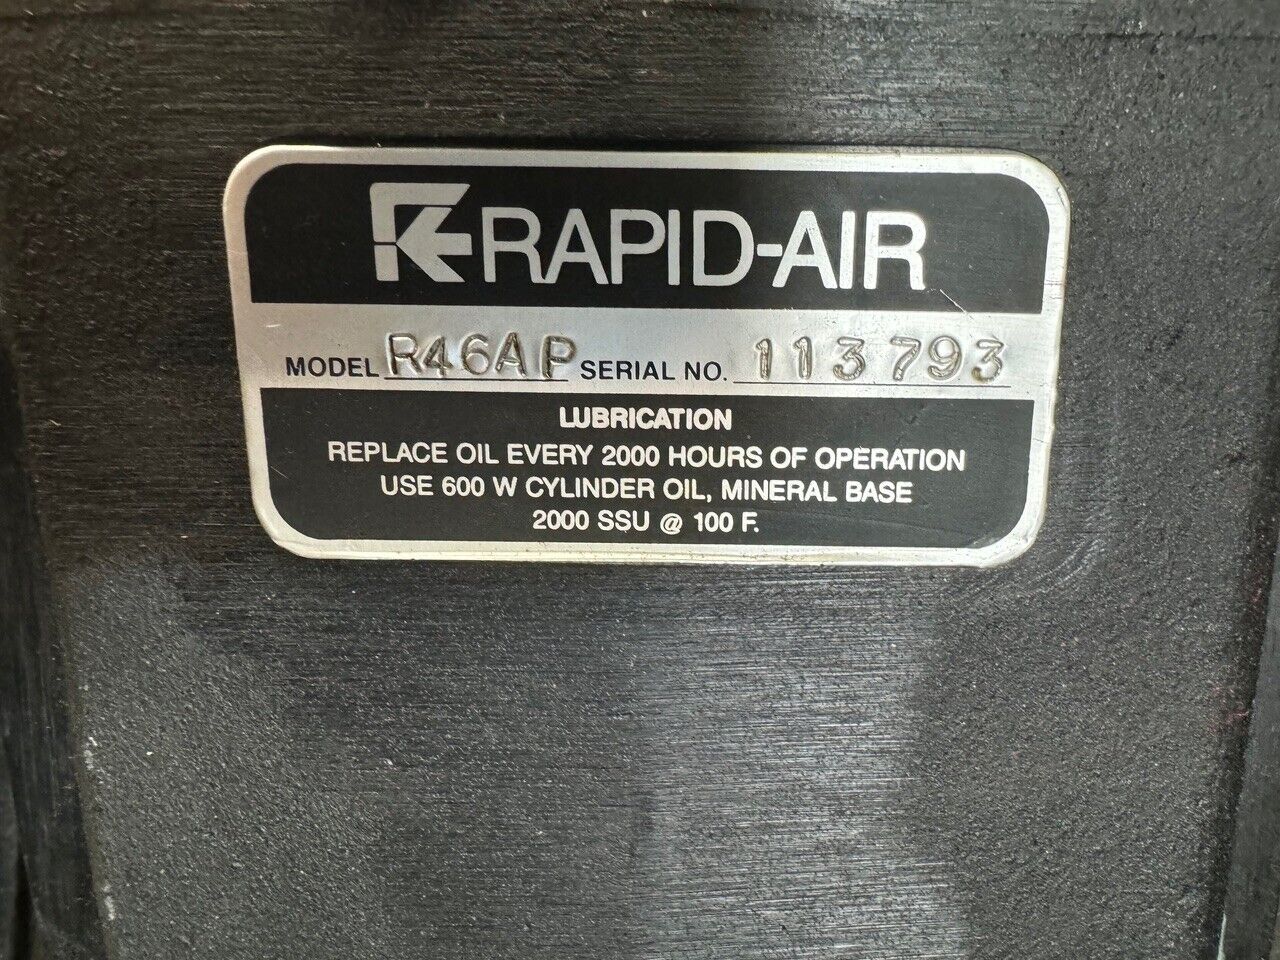 RAPID-AIR
MODEL R46AP SERIAL NO. 113793
LUBRICATION
REPLACE OIL EVERY 2000 HOURS OF OPERATION
USE 600 W CYLINDER OIL, MINERAL BASE
2000 SSU @ 100 F.